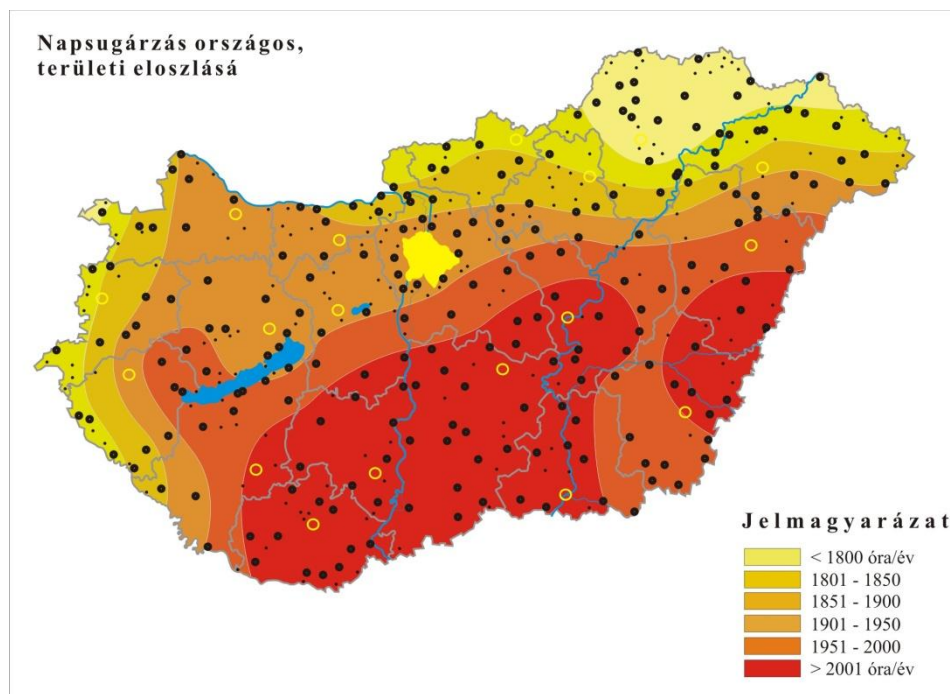 Napsugárzás országos,
területi eloszlásá
Jelmagyarázat
< 1800 óra/év
1801 - 1850
1851 - 1900
1901 - 1950
1951 - 2000
> 2001 óra/év